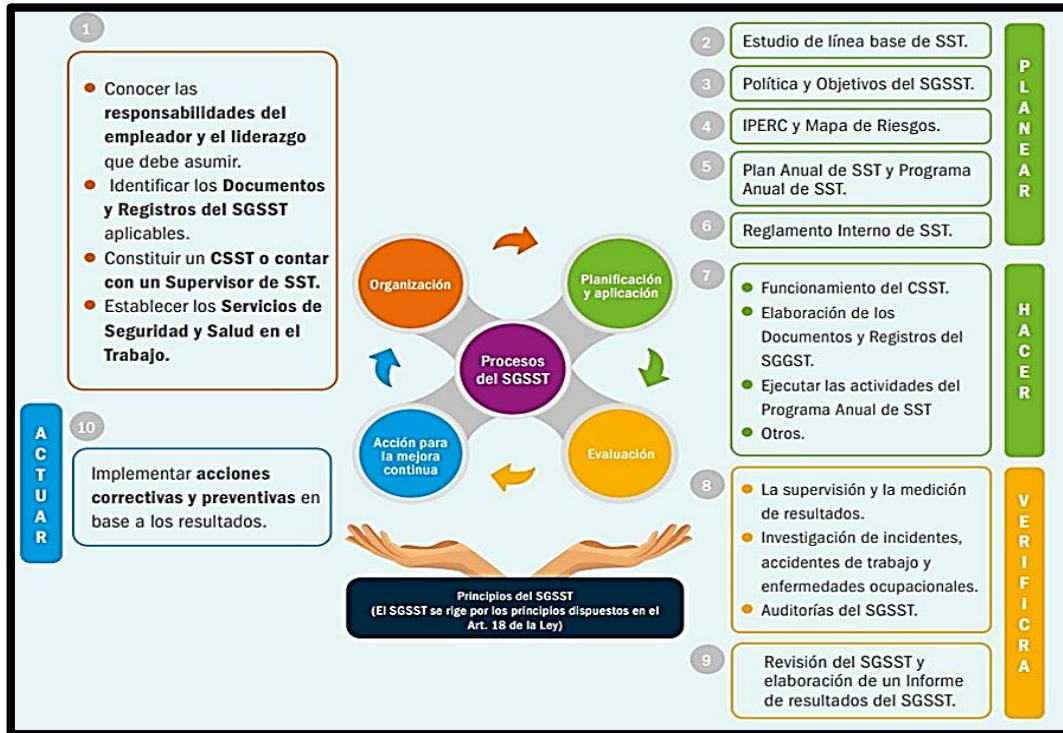 1
● Conocer las
responsabilidades del
empleador y el liderazgo
que debe asumir.
● Identificar los Documentos
y Registros del SGSST
aplicables.
● Constituir un CSST o contar
con un Supervisor de SST.
● Establecer los Servicios de
Seguridad y Salud en el
Trabajo.
2
Estudio de línea base de SST.
3
Política y Objetivos del SGSST.
4
IPERC y Mapa de Riesgos.
5
Plan Anual de SST y Programa
Anual de SST.
6
Reglamento Interno de SST.
PLANEAR
7
● Funcionamiento del CSST.
● Elaboración de los
Documentos y Registros del
SGGST.
● Ejecutar las actividades del
Programa Anual de SST
● Otros.
HACER
8
● La supervisión y la medición
de resultados.
● Investigación de incidentes,
accidentes de trabajo y
enfermedades ocupacionales.
● Auditorías del SGSST.
9
Revisión del SGSST y
elaboración de un Informe
de resultados del SGSST.
VERIFICRA
10
Implementar acciones
correctivas y preventivas en
base a los resultados.
ACTUAR
Organización
Planificación
y aplicación
Procesos
del SGSST
Acción para
la mejora
continua
Evaluación
Principios del SGSST
(El SGSST se rige por los principios dispuestos en el
Art. 18 de la Ley)